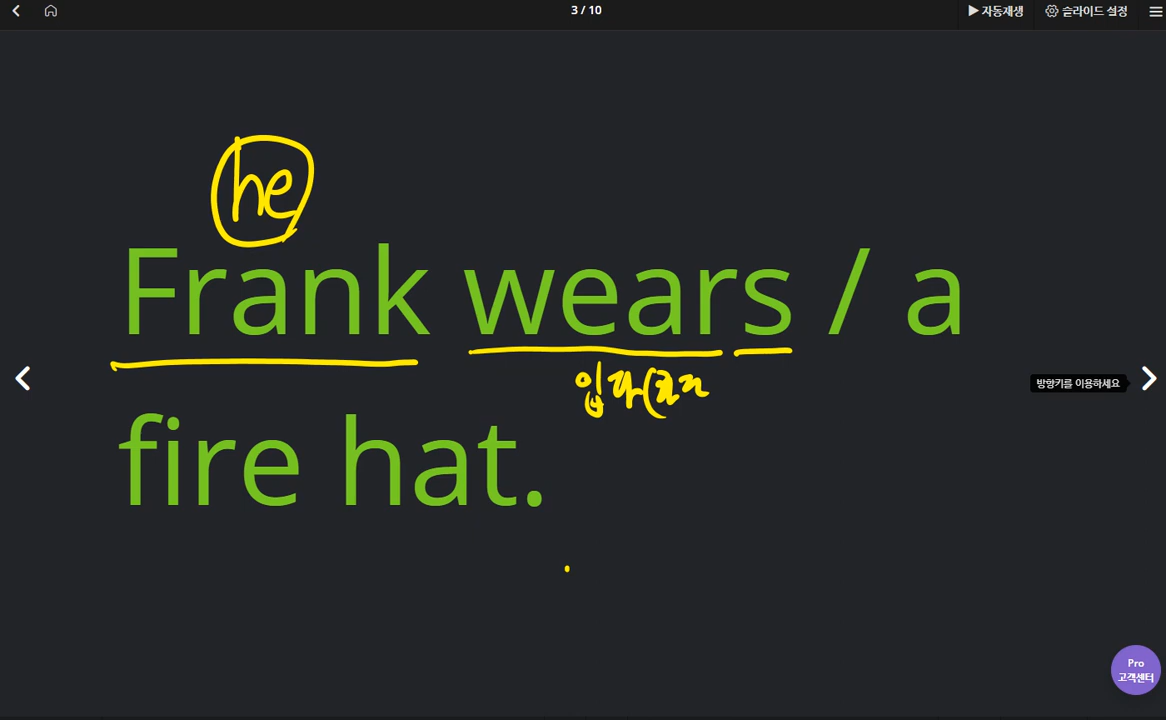 3 / 10
▶ 자동재생
슬라이드 설정
he
Frank wears / a
입다
fire hat.
방향키를 이용하세요
Pro
고객센터